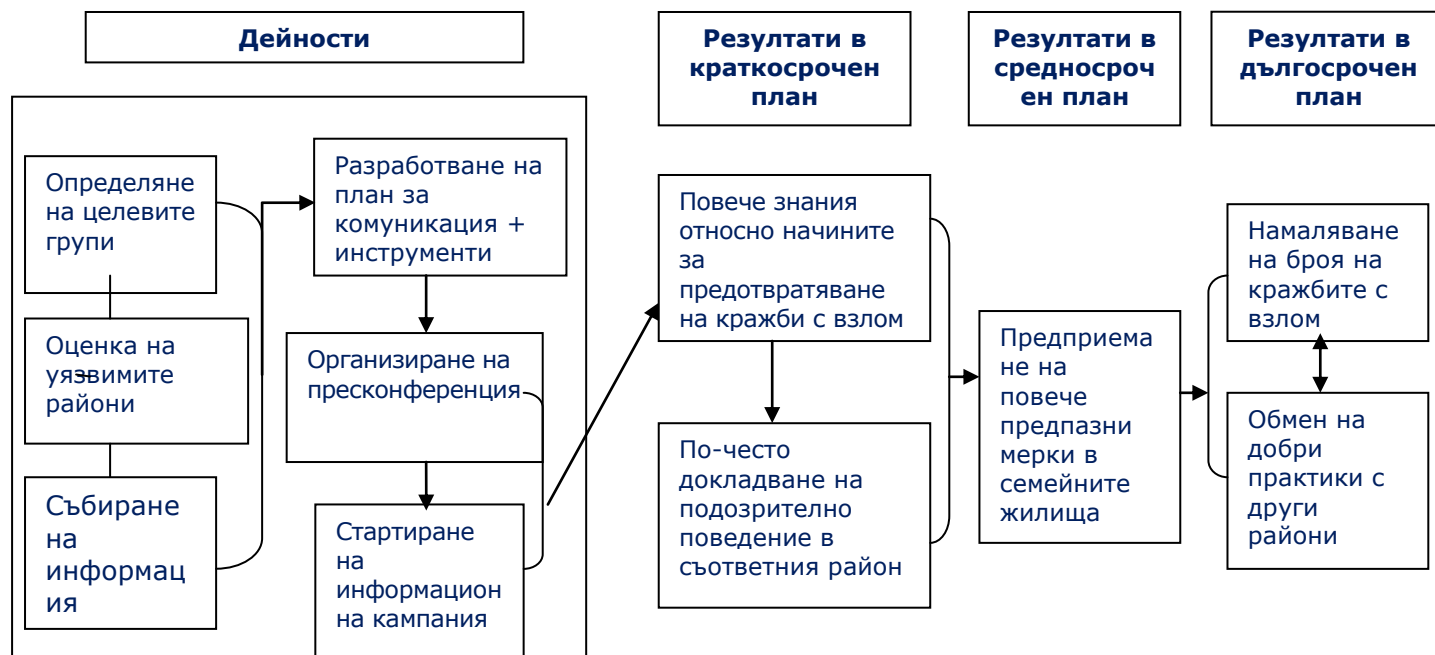 Дейности
Резултати в
краткосрочен
план
Резултати в
средносроч
ен план
Резултати в
дългосрочен
план
Определяне
на целевите
групи
Оценка на
уязвимите
райони
Събиране
на
информац
ия
Разработване на
план за
комуникация +
инструменти
Организиране на
пресконференция
Стартиране
на
информацион
на кампания
Повече знания
относно начините
за
предотвратяване
на кражби с взлом
По-често
докладване на
подозрително
поведение в
съответния район
Предприема
не на
повече
предпазни
мерки в
семейните
жилища
Намаляване
на броя на
кражбите с
взлом
Обмен на
добри
практики с
други
райони